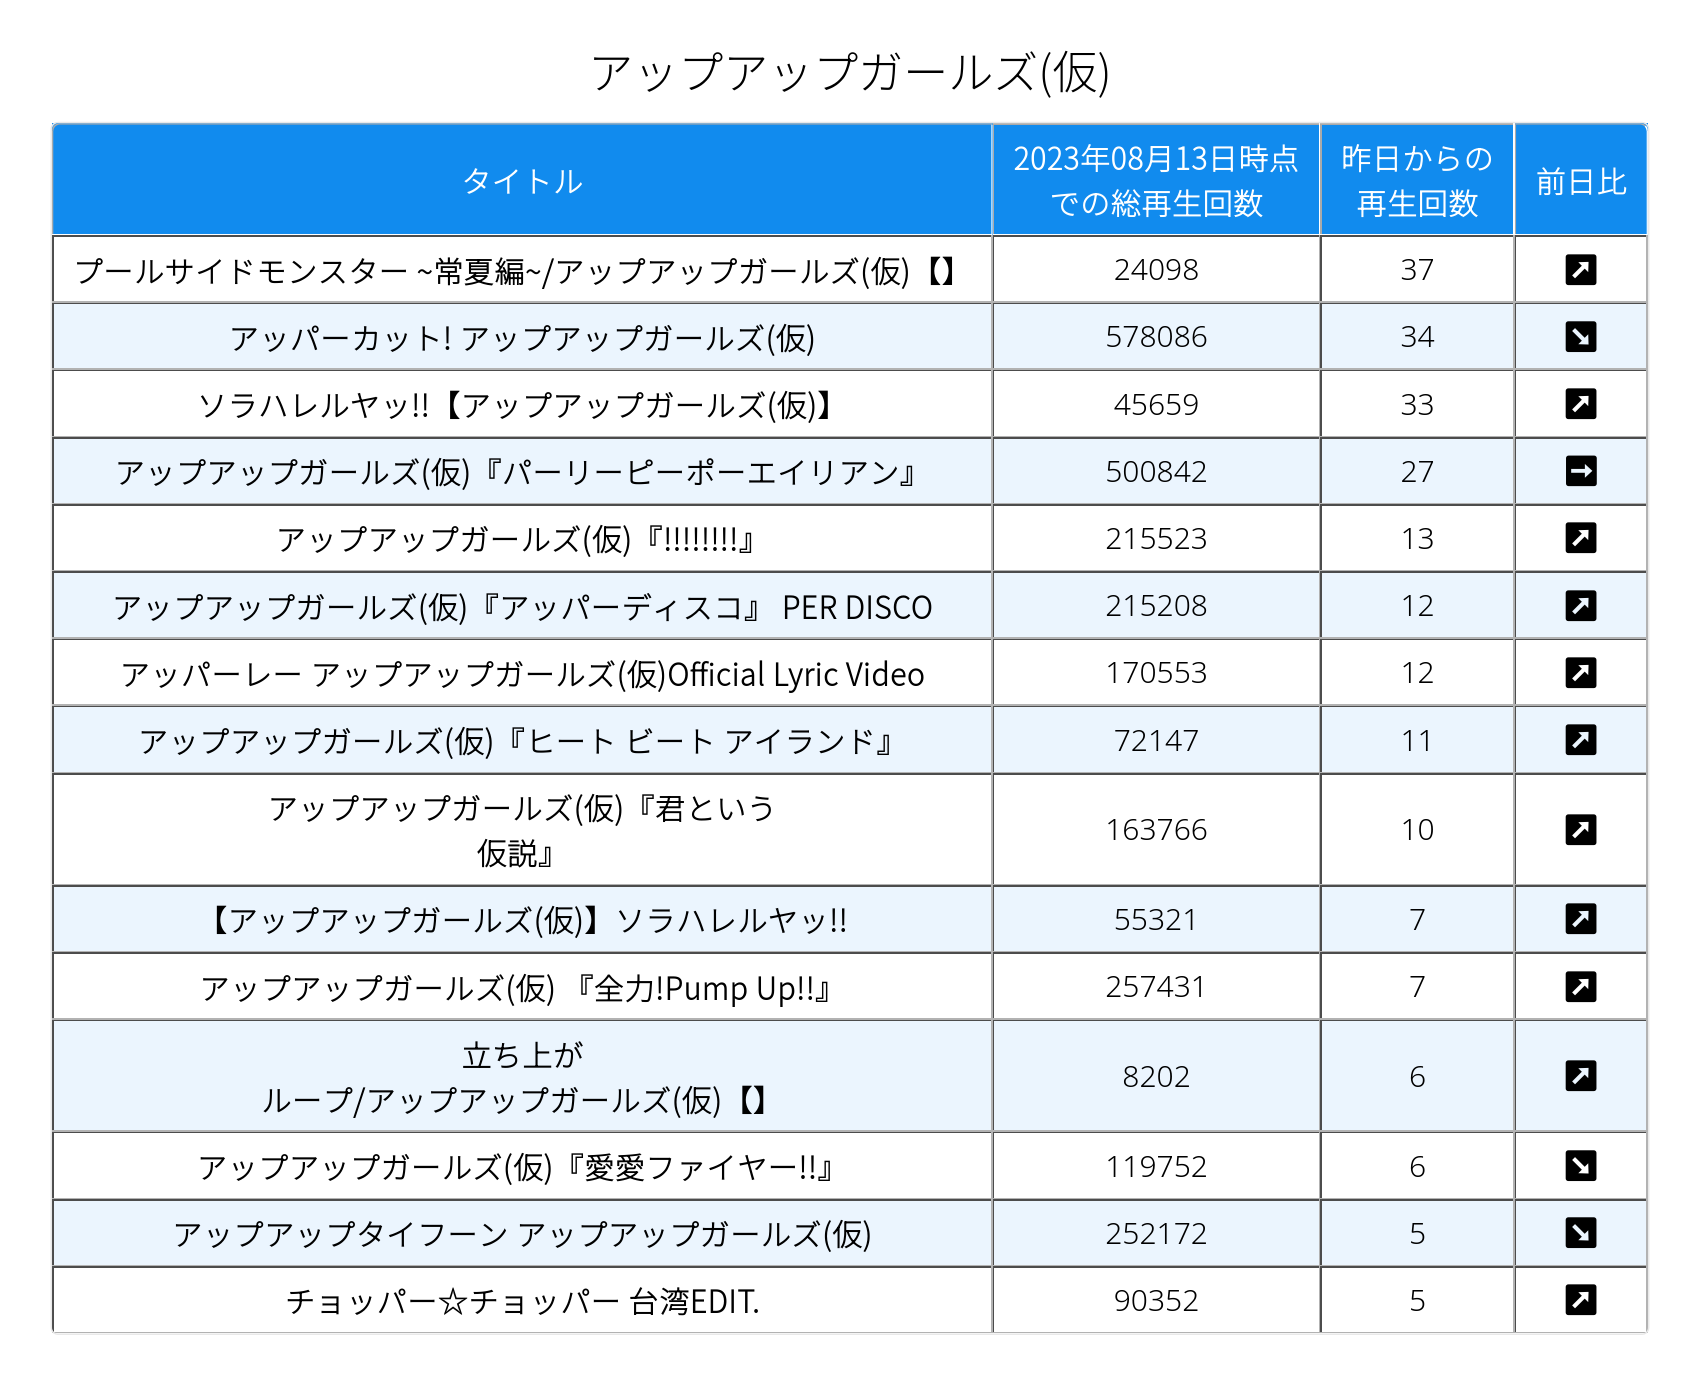 アップアップガールズ(仮)
タイトル 2023年08月13日時点での総再生回数 昨日からの再生回数 前日比
プールサイドモンスター ~常夏編~/アップアップガールズ(仮)【】 24098 37
アッパーカット! アップアップガールズ(仮) 578086 34
ソラハレルヤッ!!【アップアップガールズ(仮)】 45659 33
アップアップガールズ(仮)『パーリーピーポーエイリアン』 500842 27
アップアップガールズ(仮)『!!!!!!!!』 215523 13
アップアップガールズ(仮)『アッパーディスコ』 PER DISCO 215208 12
アッパーレー アップアップガールズ(仮)Official Lyric Video 170553 12
アップアップガールズ(仮)『ヒート ビート アイランド』 72147 11
アップアップガールズ(仮)『君という
仮説』 163766 10
【アップアップガールズ(仮)】ソラハレルヤッ!! 55321 7
アップアップガールズ(仮) 『全力!Pump Up!!』 257431 7
立ち上が
ループ/アップアップガールズ(仮)【】 8202 6
アップアップガールズ(仮)『愛愛ファイヤー!!』 119752 6
アップアップタイフーン アップアップガールズ(仮) 252172 5
チョッパー☆チョッパー 台湾EDIT. 90352 5